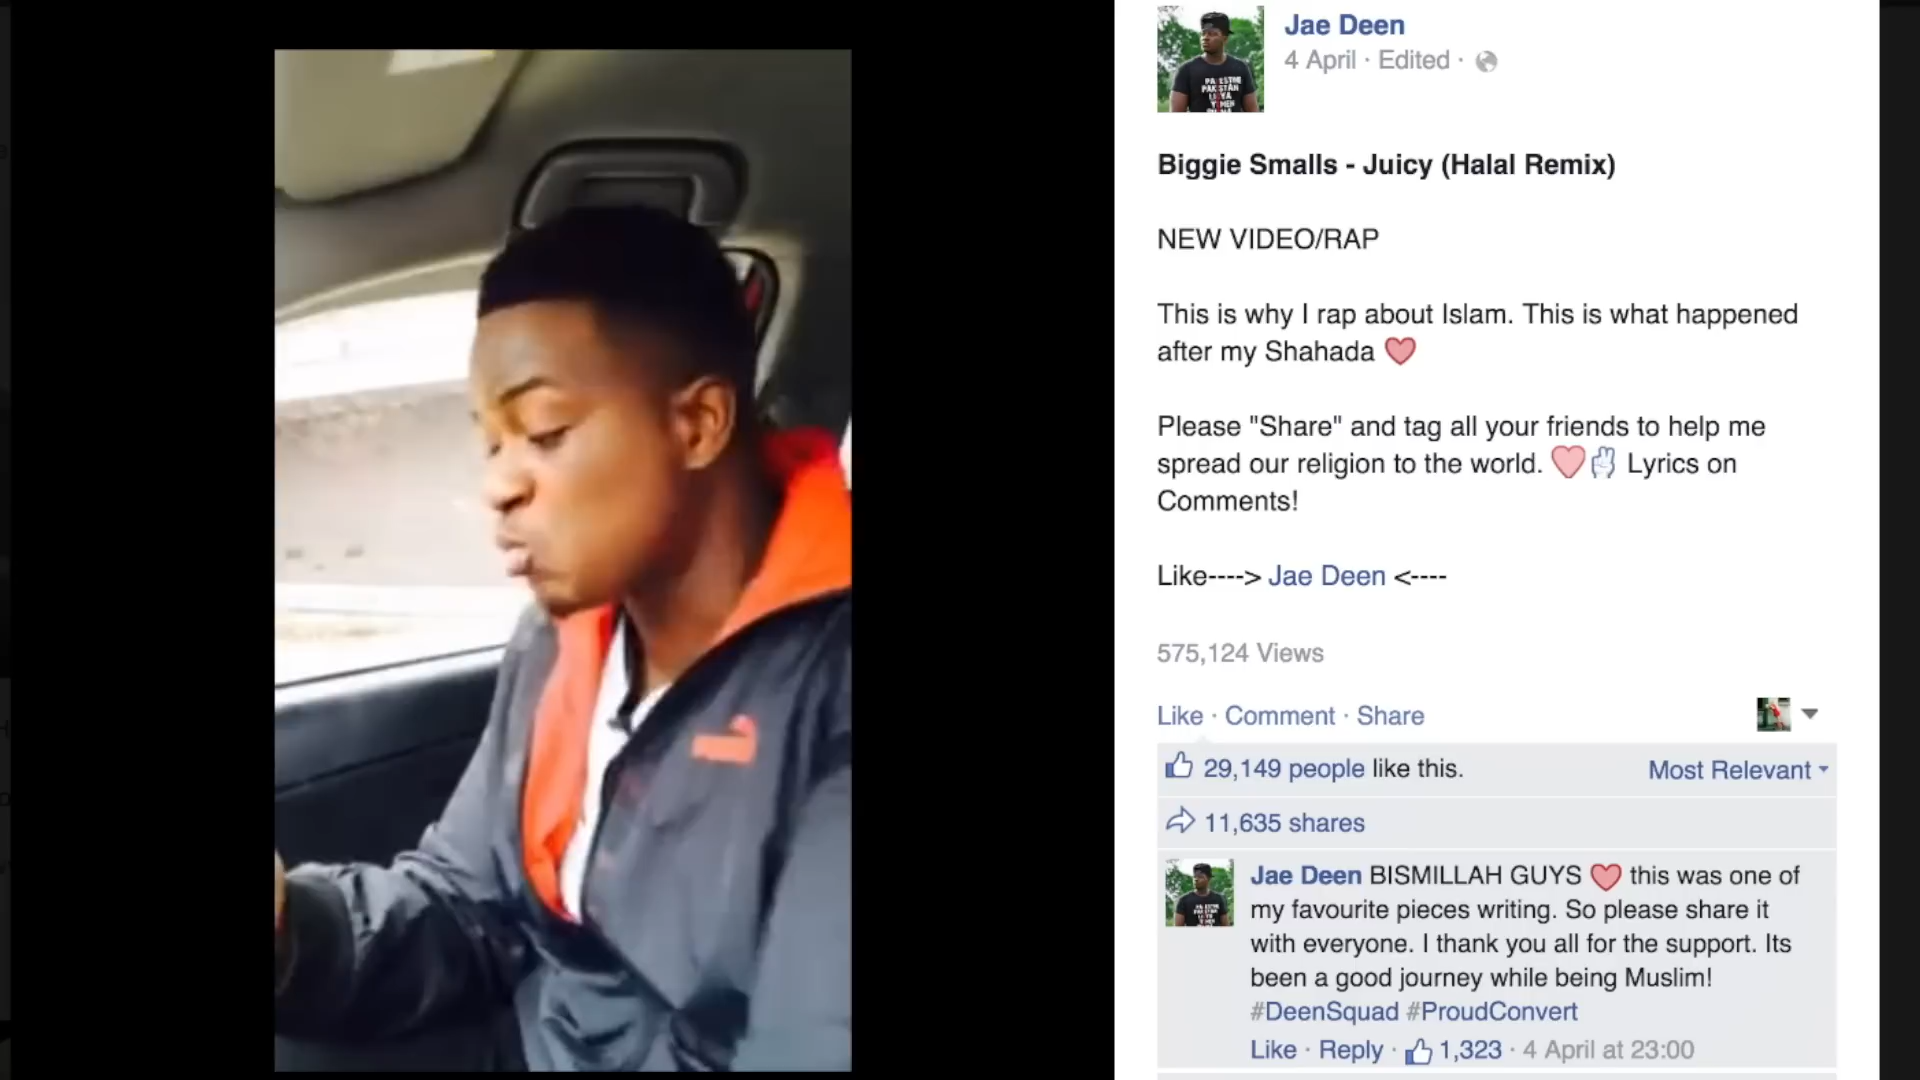 Jae Deen
4 April · Edited ·
Biggie Smalls - Juicy (Halal Remix)
NEW VIDEO/RAP
This is why I rap about Islam. This is what happened
after my Shahada
Please "Share" and tag all your friends to help me
spread our religion to the world. Lyrics on
Comments!
Like----> Jae Deen <----
575,124 Views
Like · Comment · Share
29,149 people like this.
Most Relevant
11,635 shares
Jae Deen BISMILLAH GUYS this was one of
my favourite pieces writing. So please share it
with everyone. I thank you all for the support. Its
been a good journey while being Muslim!
#DeenSquad #ProudConvert
Like · Reply · 1,323 · 4 April at 23:00